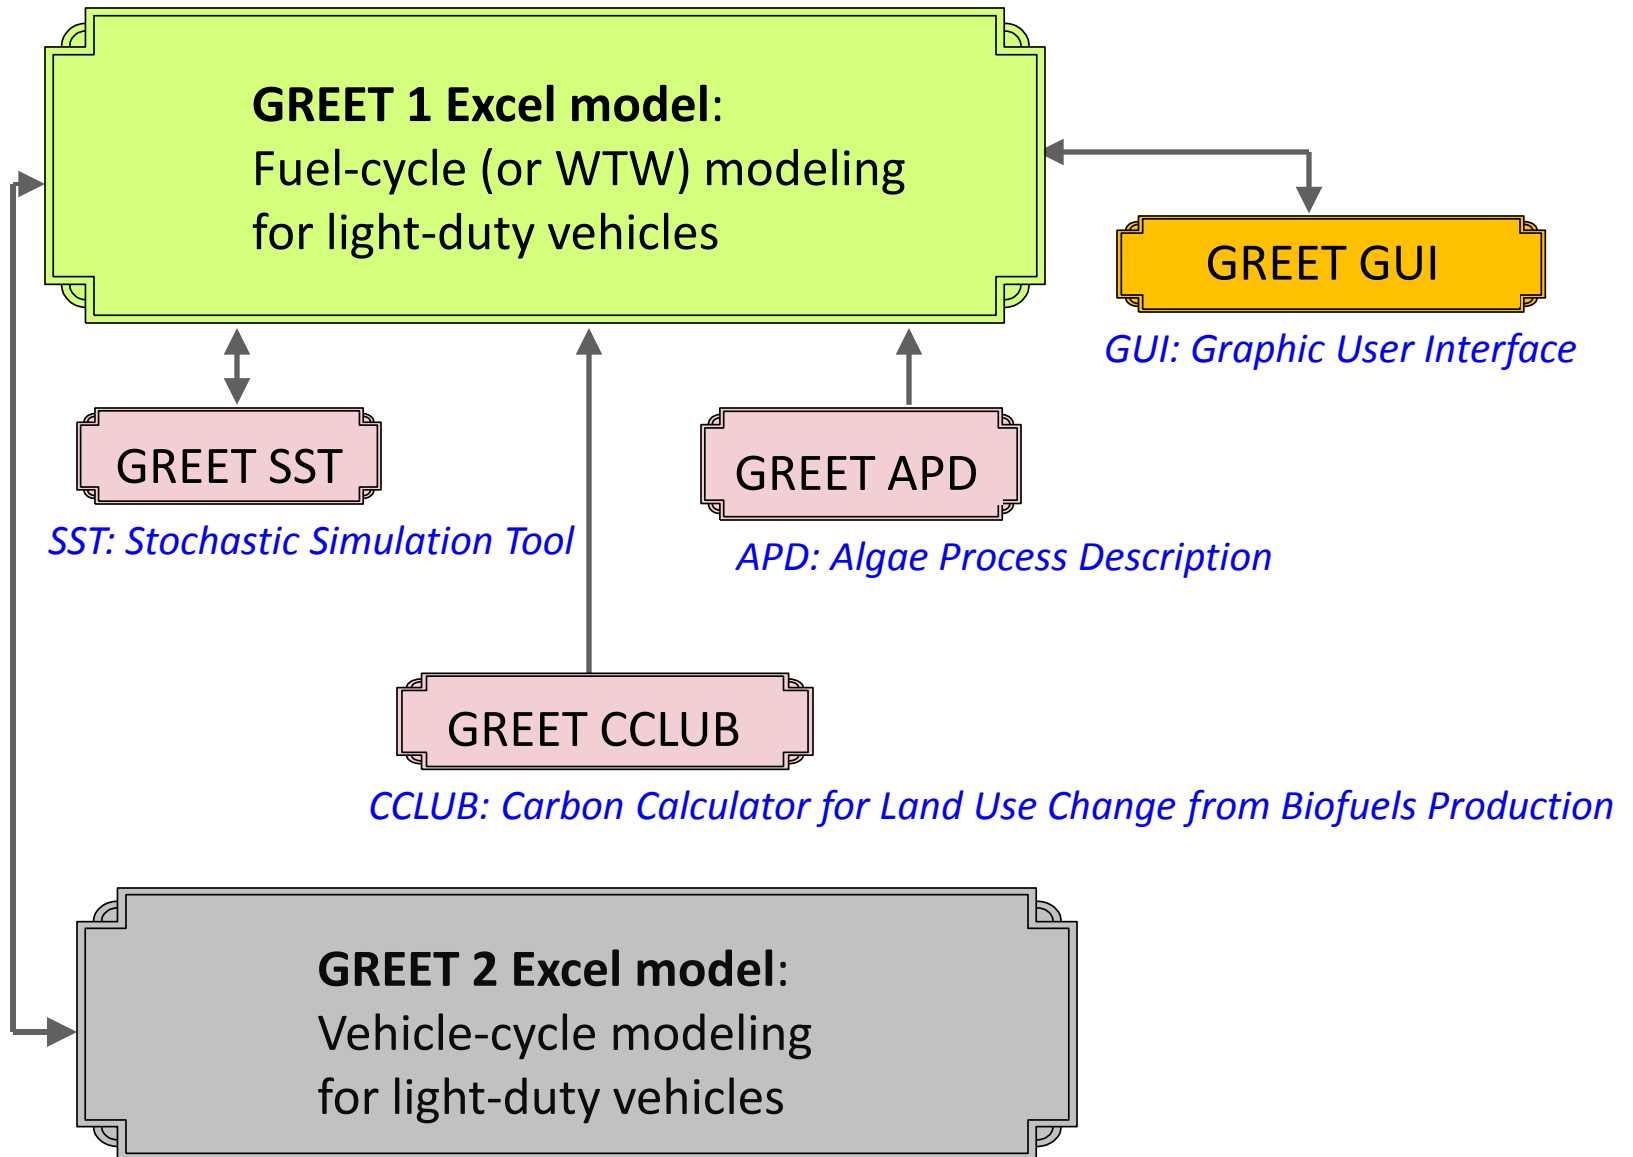 GREET 1 Excel model:
Fuel-cycle (or WTW) modeling
for light-duty vehicles
GREET GUI
GUI: Graphic User Interface
GREET SST
SST: Stochastic Simulation Tool
GREET APD
APD: Algae Process Description
GREET CCLUB
CCLUB: Carbon Calculator for Land Use Change from Biofuels Production
GREET 2 Excel model:
Vehicle-cycle modeling
for light-duty vehicles